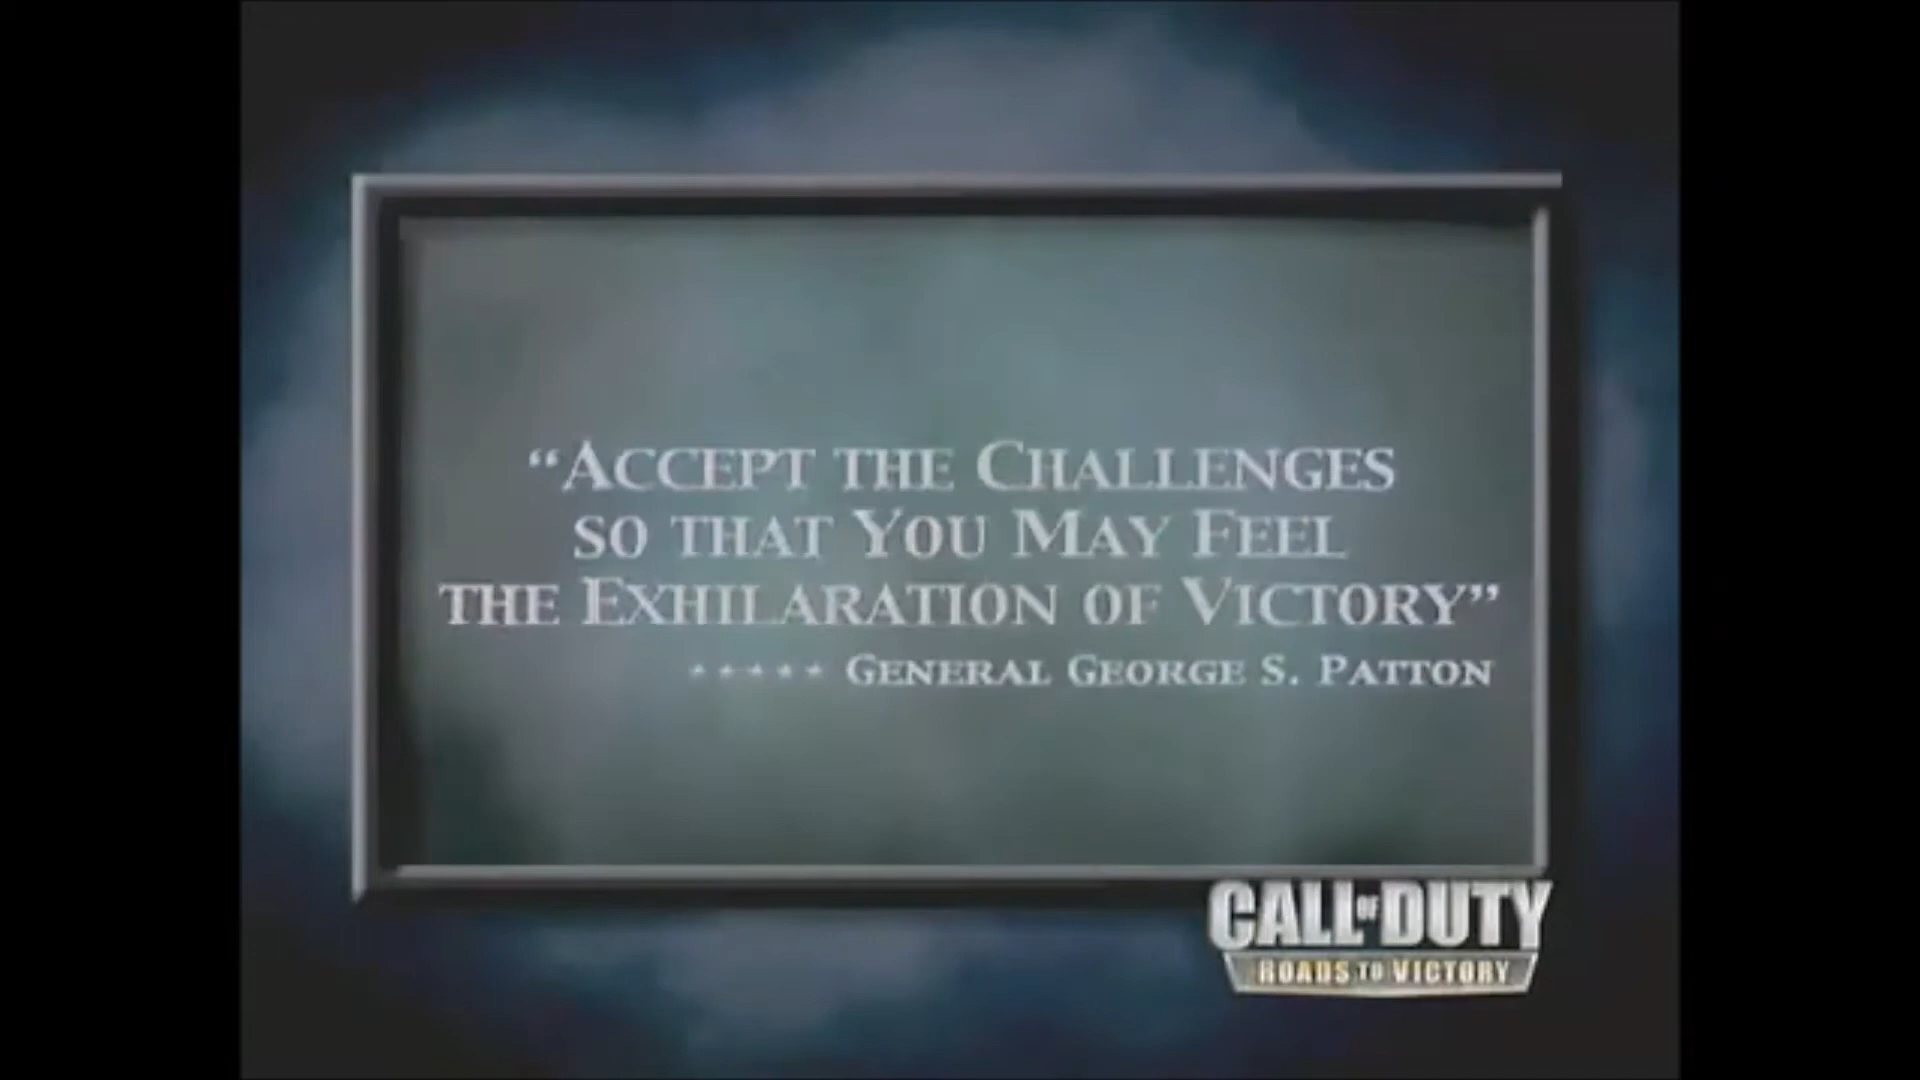 “Accept the Challenges
so that You May Feel
the Exhilaration of Victory”
***** General George S. Patton
CALL OF DUTY
ROADS TO VICTORY